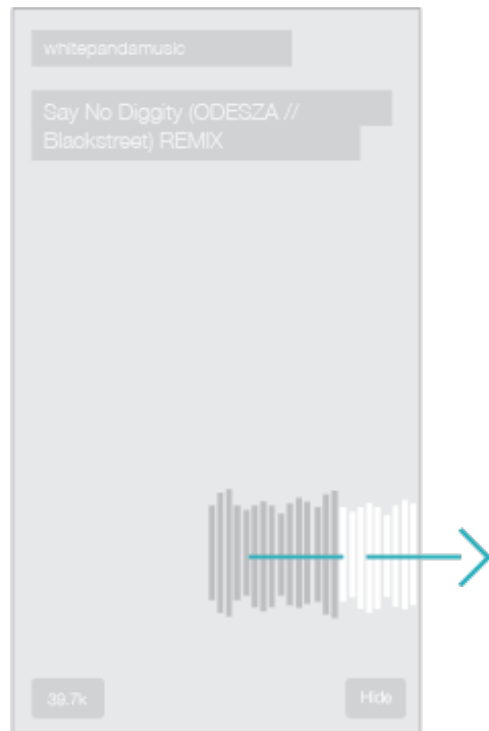 whitepandamusic
Say No Diggity (ODESZA //
Blackstreet) REMIX
39.7k
Hide